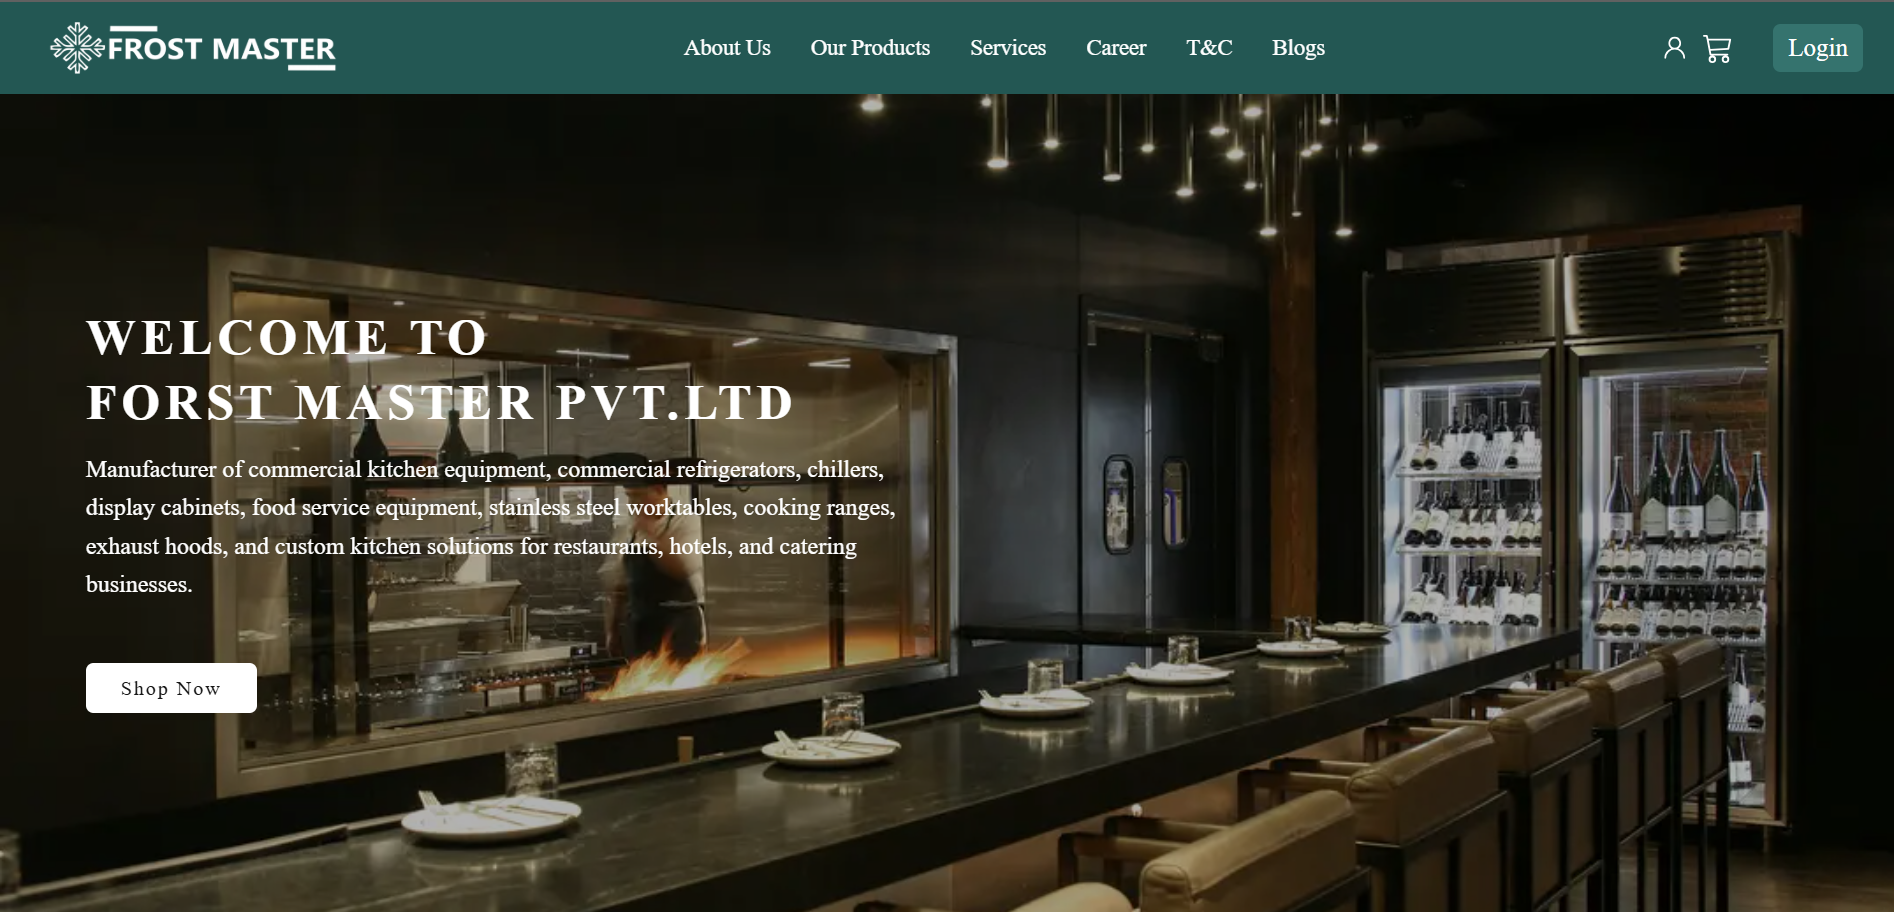 FROST MASTER
About Us
Our Products
Services
Career
T&C
Blogs
Login
WELCOME TO
FORST MASTER PVT.LTD
Manufacturer of commercial kitchen equipment, commercial refrigerators, chillers,
display cabinets, food service equipment, stainless steel worktables, cooking ranges,
exhaust hoods, and custom kitchen solutions for restaurants, hotels, and catering
businesses.
Shop Now